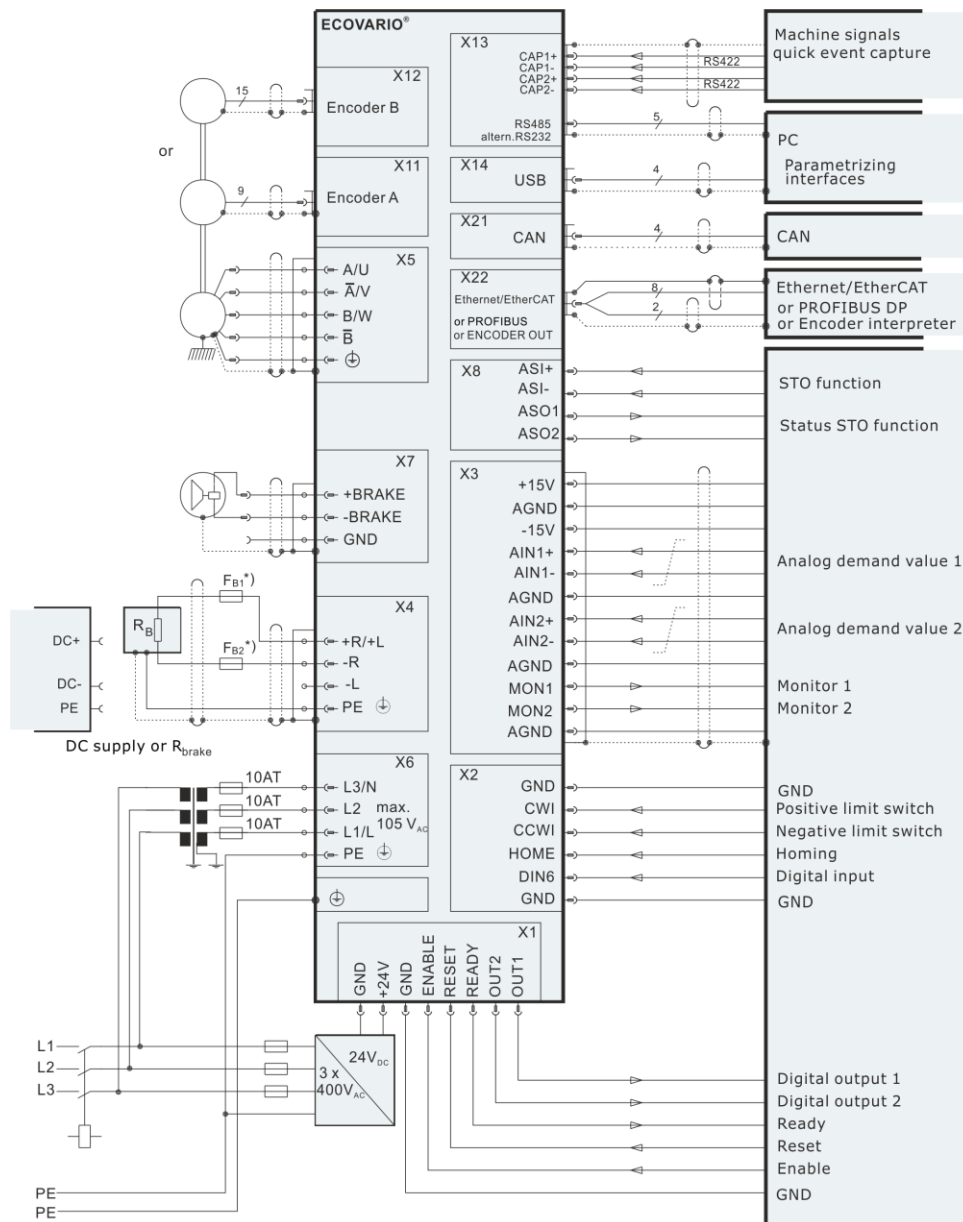 ECOVARIO®
X13
CAP1+
CAP1-
CAP2+
CAP2-
RS422
RS422
Machine signals
quick event capture
X12
Encoder B
15
or
RS485
altern.RS232
5
PC
Parametrizing
interfaces
X11
Encoder A
9
X14
USB
4
X21
CAN
4
CAN
X5
A/U
A̅/V
B/W
B̅
X22
Ethernet/EtherCAT
or PROFIBUS
or ENCODER OUT
8
2
Ethernet/EtherCAT
or PROFIBUS DP
or Encoder interpreter
X8
ASI+
ASI-
ASO1
ASO2
STO function
Status STO function
X7
+BRAKE
-BRAKE
GND
X3
+15V
AGND
-15V
AIN1+
AIN1-
AGND
AIN2+
AIN2-
AGND
MON1
MON2
AGND
Analog demand value 1
Analog demand value 2
Monitor 1
Monitor 2
FB1*)
FB2*)
RB
DC+
DC-
PE
DC supply or Rbrake
X4
+R/+L
-R
-L
PE
X6
L3/N
L2
L1/L
PE
max.
105 VAC
10AT
10AT
10AT
X2
GND
CWI
CCWI
HOME
DIN6
GND
GND
Positive limit switch
Negative limit switch
Homing
Digital input
GND
X1
GND
+24V
GND
ENABLE
RESET
READY
OUT2
OUT1
L1
L2
L3
24VDC
3 x
400VAC
Digital output 1
Digital output 2
Ready
Reset
Enable
GND
PE
PE